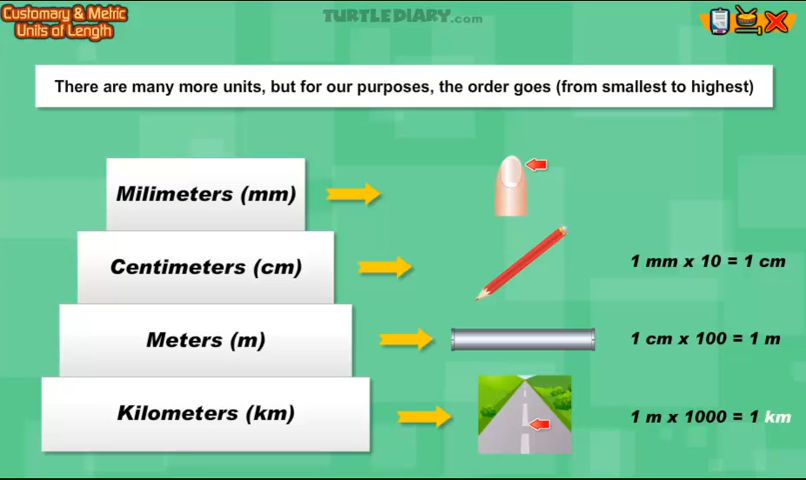 Customary & Metric
Units of Length
TURTLEDIARY.com
There are many more units, but for our purposes, the order goes (from smallest to highest)
Milimeters (mm)
Centimeters (cm)
1 mm x 10 = 1 cm
Meters (m)
1 cm x 100 = 1 m
Kilometers (km)
1 m x 1000 = 1 km